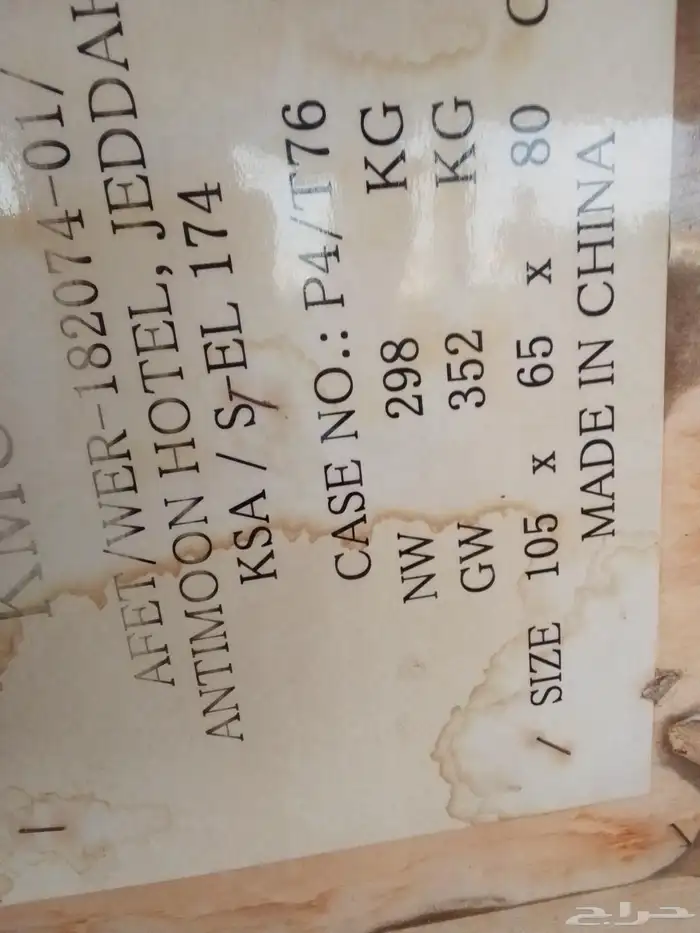 AFET/WER-182074-01/
ANTIMOON HOTEL, JEDDAH
KSA / S-EL 174
CASE NO.: P4/T76
NW 298 KG
GW 352 KG
/ SIZE 105 x 65 x 80 C
MADE IN CHINA
حراج